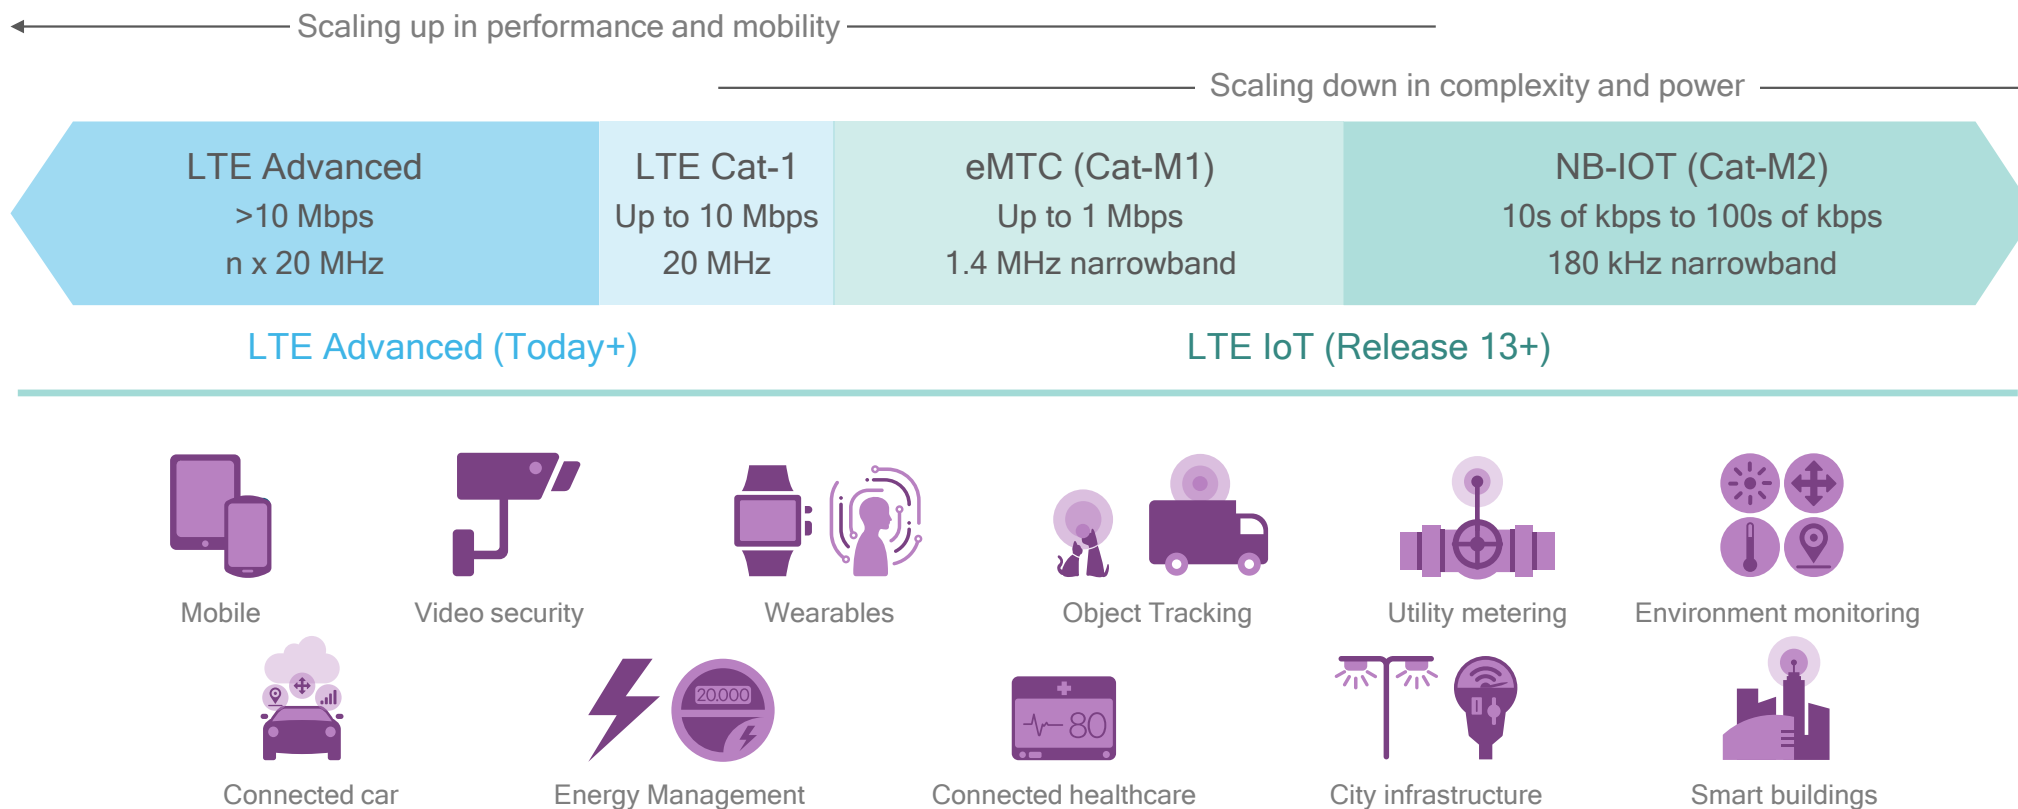 Scaling up in performance and mobility
Scaling down in complexity and power
LTE Advanced
>10 Mbps
n x 20 MHz
LTE Cat-1
Up to 10 Mbps
20 MHz
eMTC (Cat-M1)
Up to 1 Mbps
1.4 MHz narrowband
NB-IOT (Cat-M2)
10s of kbps to 100s of kbps
180 kHz narrowband
LTE Advanced (Today+)
LTE IoT (Release 13+)
Mobile
Video security
Wearables
Object Tracking
Utility metering
Environment monitoring
20.000
80
Connected car
Energy Management
Connected healthcare
City infrastructure
Smart buildings